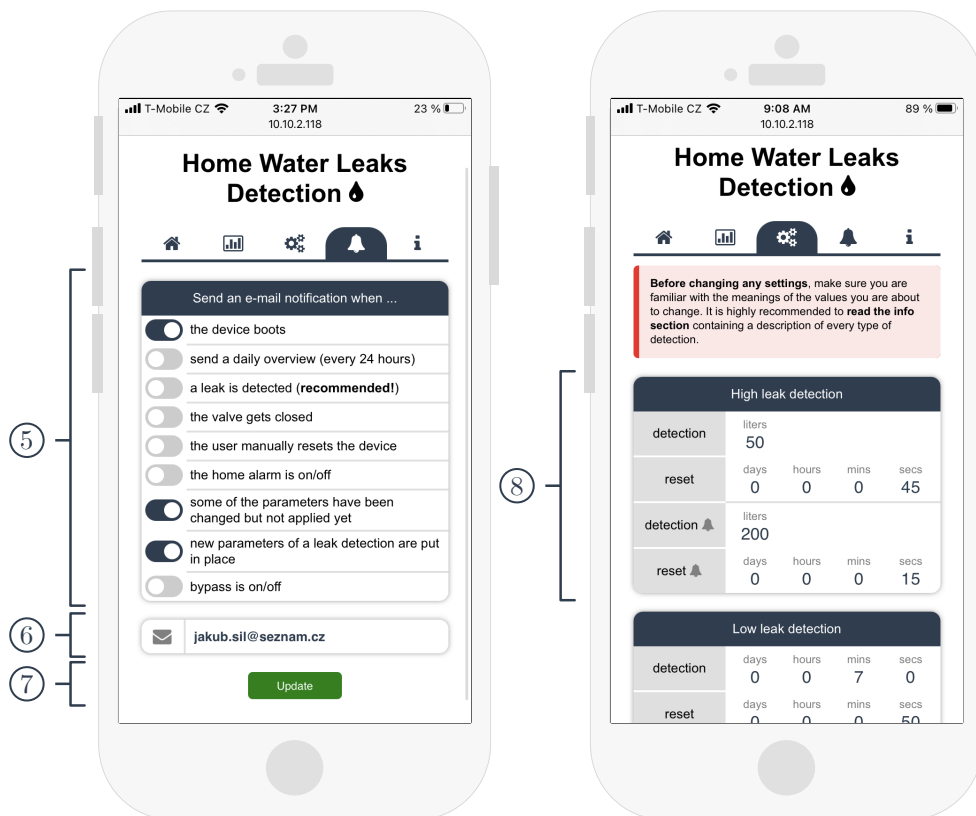 T-Mobile CZ 3:27 PM 23 %
10.10.2.118
Home Water Leaks
Detection
Send an e-mail notification when ...
the device boots
send a daily overview (every 24 hours)
a leak is detected (recommended!)
the valve gets closed
the user manually resets the device
the home alarm is on/off
some of the parameters have been
changed but not applied yet
new parameters of a leak detection are put
in place
bypass is on/off
jakub.sil@seznam.cz
Update
5
6
7
T-Mobile CZ 9:08 AM 89 %
10.10.2.118
Home Water Leaks
Detection
Before changing any settings, make sure you are
familiar with the meanings of the values you are about
to change. It is highly recommended to read the info
section containing a description of every type of
detection.
8
High leak detection
liters
detection 50
days hours mins secs
reset 0 0 0 45
liters
detection 200
days hours mins secs
reset 0 0 0 15
Low leak detection
days hours mins secs
detection 0 0 7 0
days hours mins secs
reset 0 0 0 50